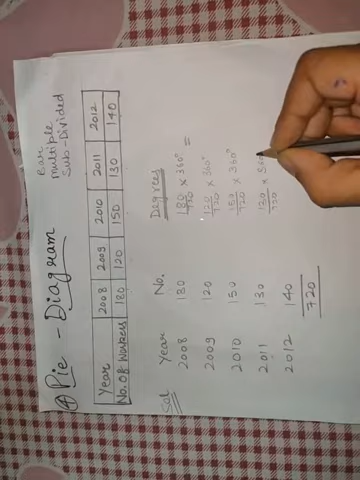 ④ Pie - Diagram
Bar
multiple
Sub-Divided
Year 2008 2009 2010 2011 2012
No. Of Workers 180 120 150 130 140
Sol Year No. Degrees
2008 180 180/720 × 360° =
2009 120 120/720 × 360°
2010 150 150/720 × 360°
2011 130 130/720 × 360
2012 140
720